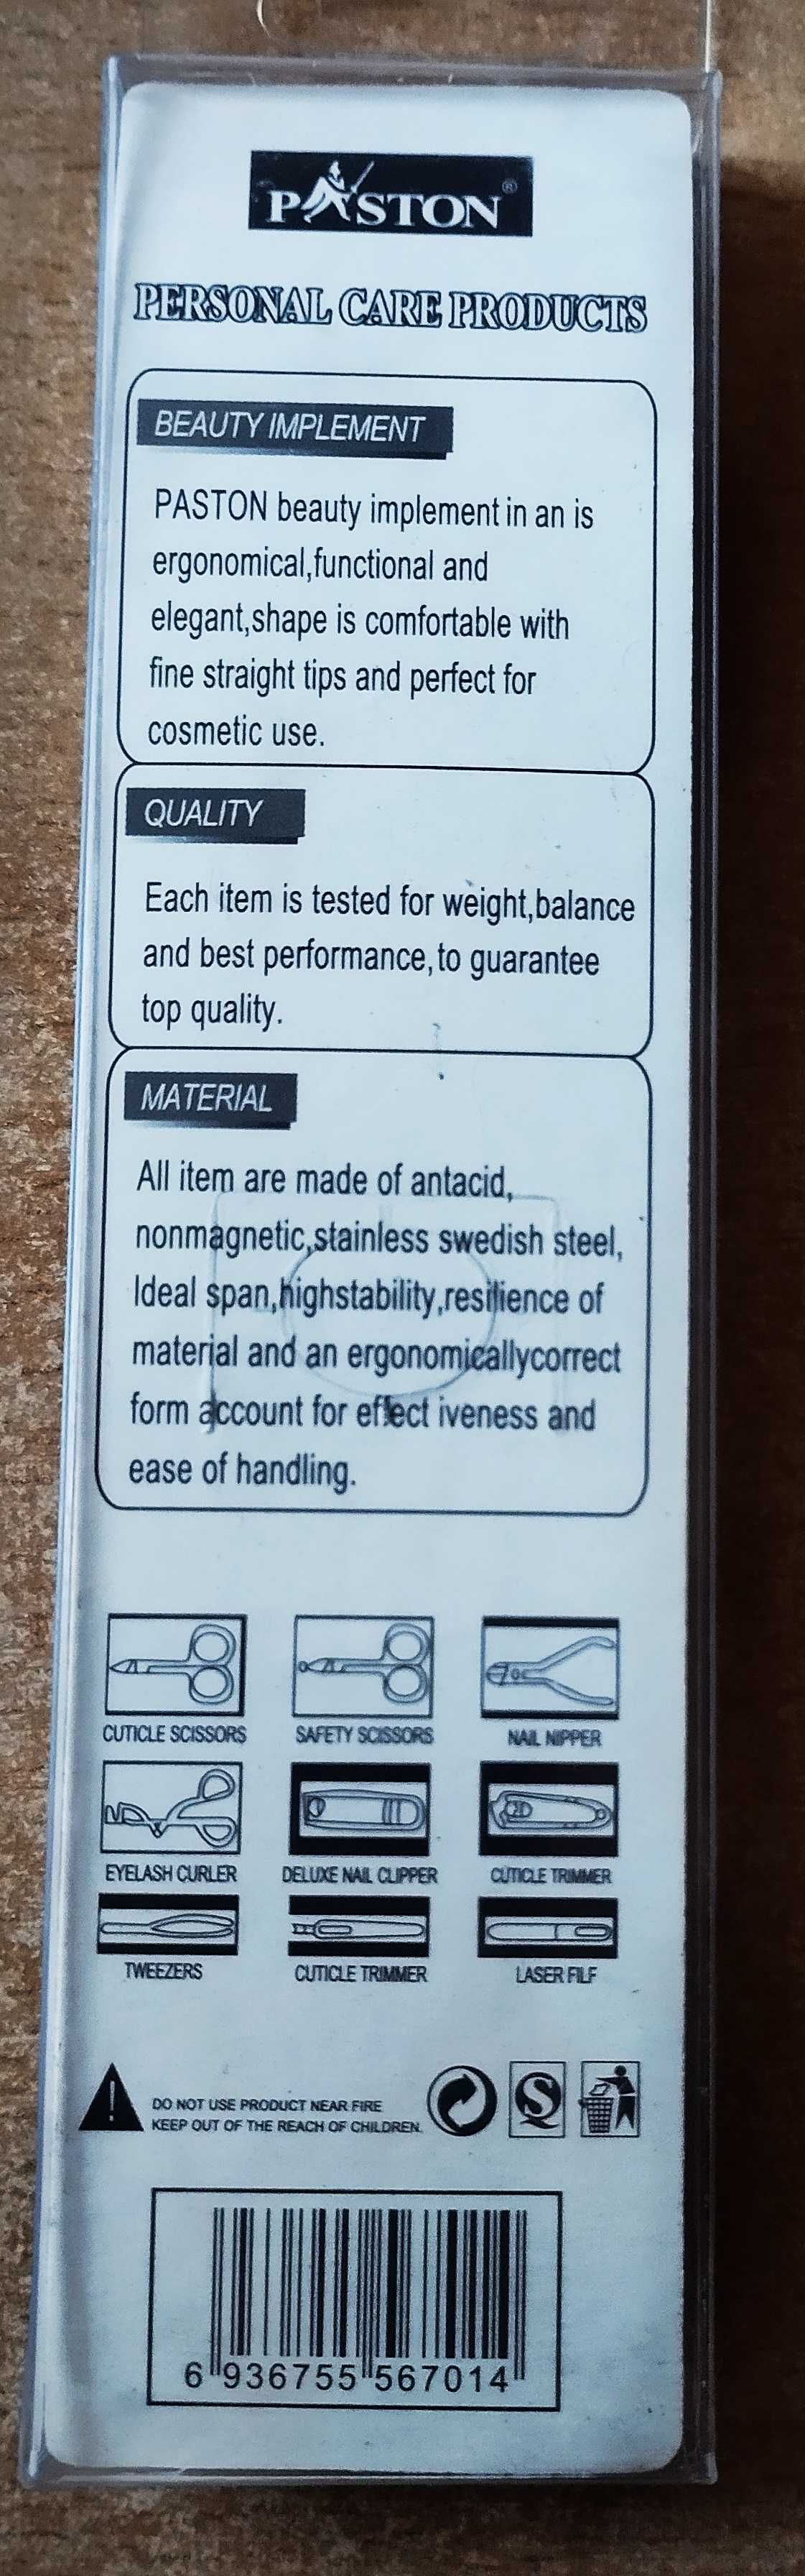 PASTON®
PERSONAL CARE PRODUCTS
BEAUTY IMPLEMENT
PASTON beauty implement in an is
ergonomical,functional and
elegant,shape is comfortable with
fine straight tips and perfect for
cosmetic use.
QUALITY
Each item is tested for weight,balance
and best performance,to guarantee
top quality.
MATERIAL
All item are made of antacid,
nonmagnetic,stainless swedish steel,
Ideal span,highstability,resilience of
material and an ergonomicallycorrect
form account for effect iveness and
ease of handling.
CUTICLE SCISSORS SAFETY SCISSORS NAIL NIPPER
EYELASH CURLER DELUXE NAIL CLIPPER CUTICLE TRIMMER
TWEEZERS CUTICLE TRIMMER LASER FILF
DO NOT USE PRODUCT NEAR FIRE
KEEP OUT OF THE REACH OF CHILDREN.
6 936755 567014